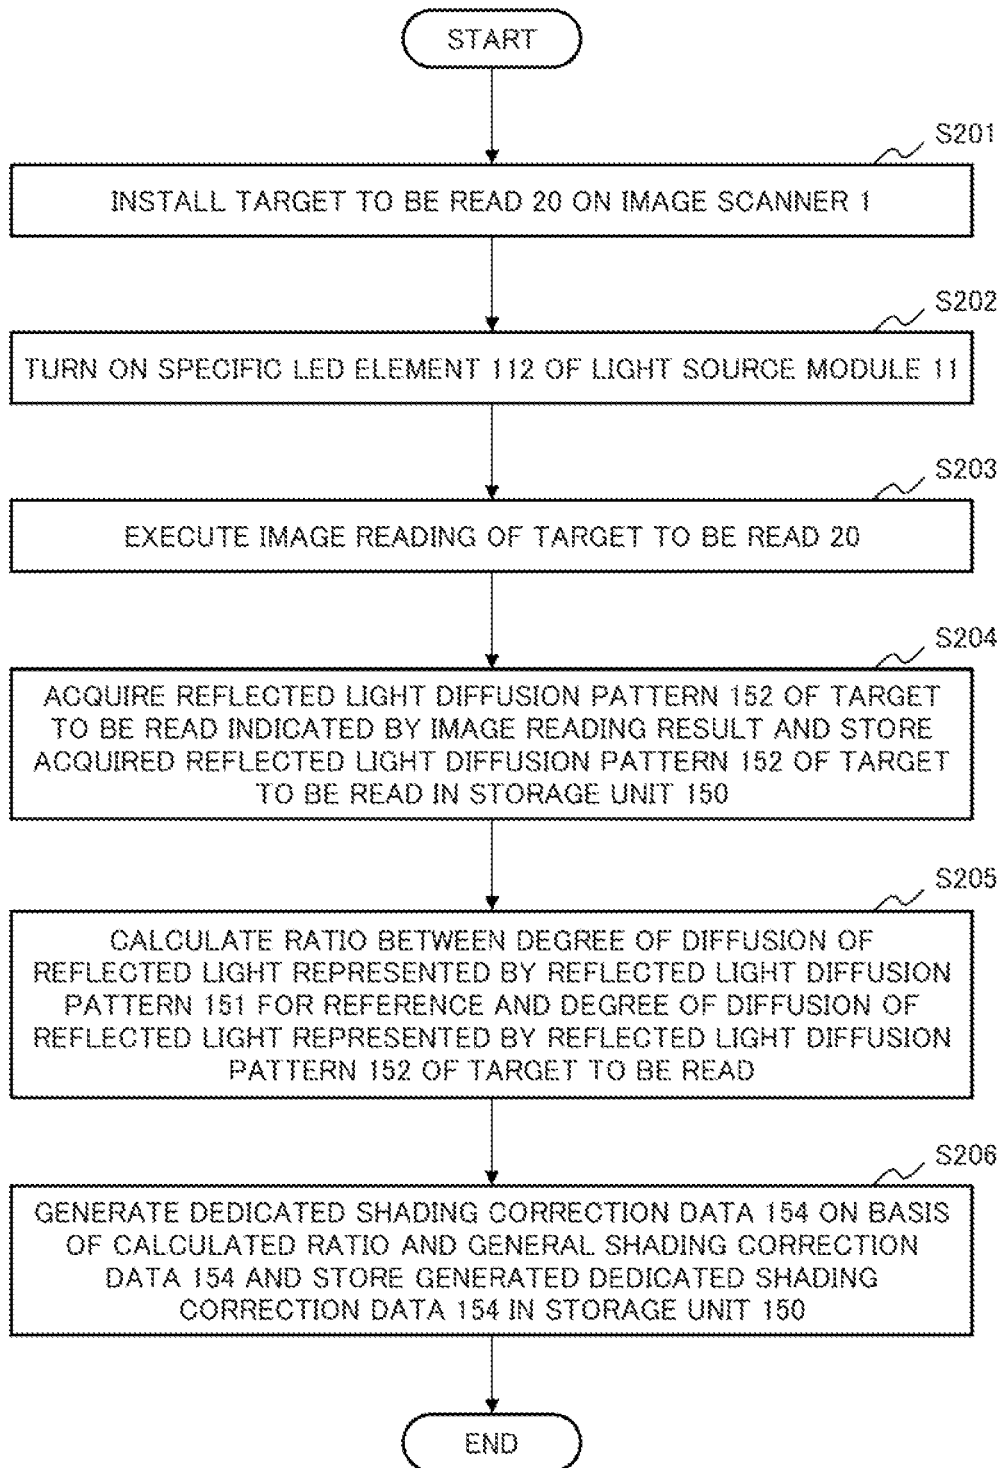 START
S201
INSTALL TARGET TO BE READ 20 ON IMAGE SCANNER 1
S202
TURN ON SPECIFIC LED ELEMENT 112 OF LIGHT SOURCE MODULE 11
S203
EXECUTE IMAGE READING OF TARGET TO BE READ 20
S204
ACQUIRE REFLECTED LIGHT DIFFUSION PATTERN 152 OF TARGET
TO BE READ INDICATED BY IMAGE READING RESULT AND STORE
ACQUIRED REFLECTED LIGHT DIFFUSION PATTERN 152 OF TARGET
TO BE READ IN STORAGE UNIT 150
S205
CALCULATE RATIO BETWEEN DEGREE OF DIFFUSION OF
REFLECTED LIGHT REPRESENTED BY REFLECTED LIGHT DIFFUSION
PATTERN 151 FOR REFERENCE AND DEGREE OF DIFFUSION OF
REFLECTED LIGHT REPRESENTED BY REFLECTED LIGHT DIFFUSION
PATTERN 152 OF TARGET TO BE READ
S206
GENERATE DEDICATED SHADING CORRECTION DATA 154 ON BASIS
OF CALCULATED RATIO AND GENERAL SHADING CORRECTION
DATA 154 AND STORE GENERATED DEDICATED SHADING
CORRECTION DATA 154 IN STORAGE UNIT 150
END